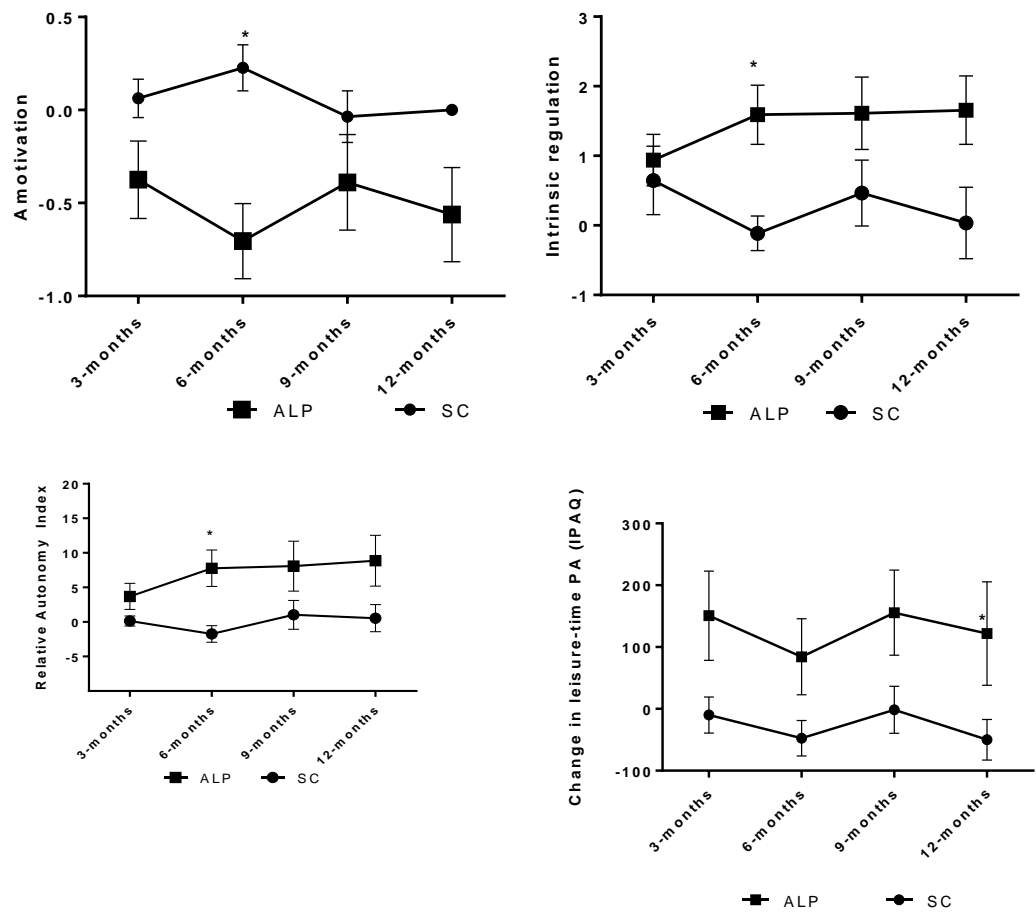 Amotivation
0.5
0.0
-0.5
-1.0
*
3-months
6-months
9-months
12-months
ALP
SC
Intrinsic regulation
3
2
1
0
-1
*
3-months
6-months
9-months
12-months
ALP
SC
Relative Autonomy Index
20
15
10
5
0
-5
*
3-months
6-months
9-months
12-months
ALP
SC
Change in leisure-time PA (IPAQ)
300
200
100
0
-100
*
3-months
6-months
9-months
12-months
ALP
SC